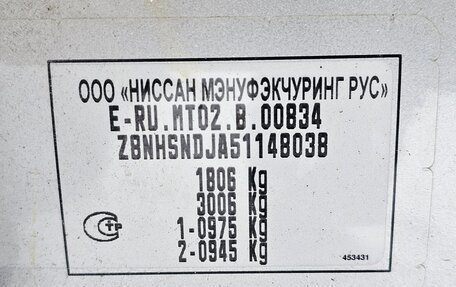 ООО «НИССАН МЭНУФЭКЧУРИНГ РУС»
E-RU.MT02.B.00834
Z8NHSNDJA51148038
1806 Kg
3006 Kg
1-0975 Kg
2-0945 Kg
453431